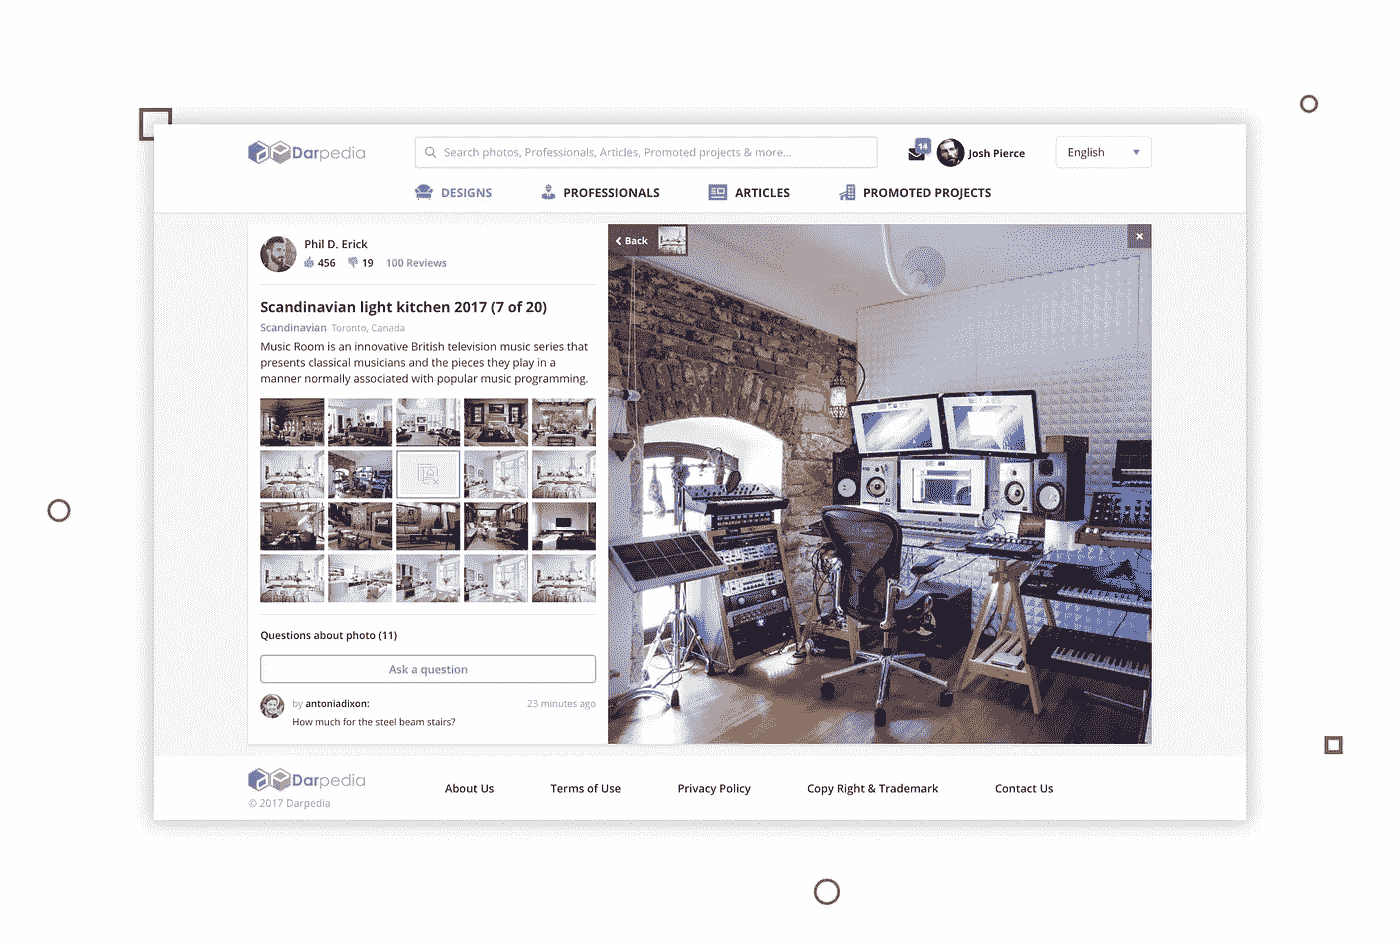 Darpedia
Search photos, Professionals, Articles, Promoted projects & more...
14
Josh Pierce
English
DESIGNS
PROFESSIONALS
ARTICLES
PROMOTED PROJECTS
Phil D. Erick
456
19
100 Reviews
Scandinavian light kitchen 2017 (7 of 20)
Scandinavian Toronto, Canada
Music Room is an innovative British television music series that
presents classical musicians and the pieces they play in a
manner normally associated with popular music programming.
Questions about photo (11)
Ask a question
by antoniadixon:
23 minutes ago
How much for the steel beam stairs?
Back
Darpedia
© 2017 Darpedia
About Us
Terms of Use
Privacy Policy
Copy Right & Trademark
Contact Us